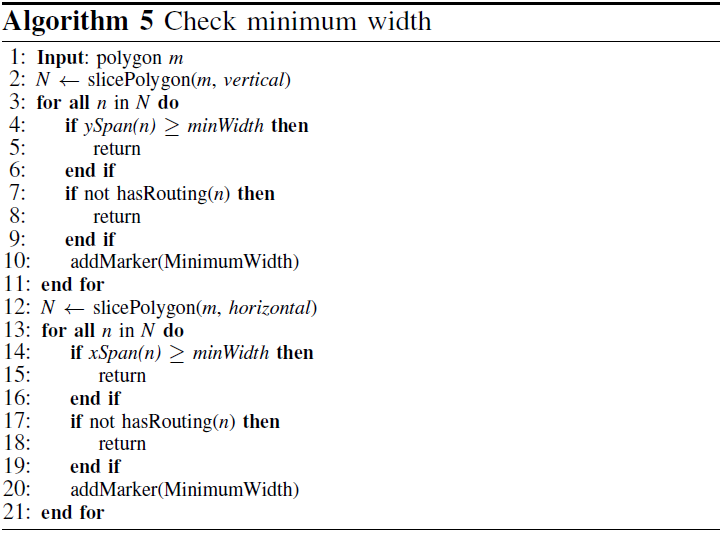 Algorithm 5 Check minimum width
1: Input: polygon m
2: N ← slicePolygon(m, vertical)
3: for all n in N do
4: if ySpan(n) ≥ minWidth then
5: return
6: end if
7: if not hasRouting(n) then
8: return
9: end if
10: addMarker(MinimumWidth)
11: end for
12: N ← slicePolygon(m, horizontal)
13: for all n in N do
14: if xSpan(n) ≥ minWidth then
15: return
16: end if
17: if not hasRouting(n) then
18: return
19: end if
20: addMarker(MinimumWidth)
21: end for